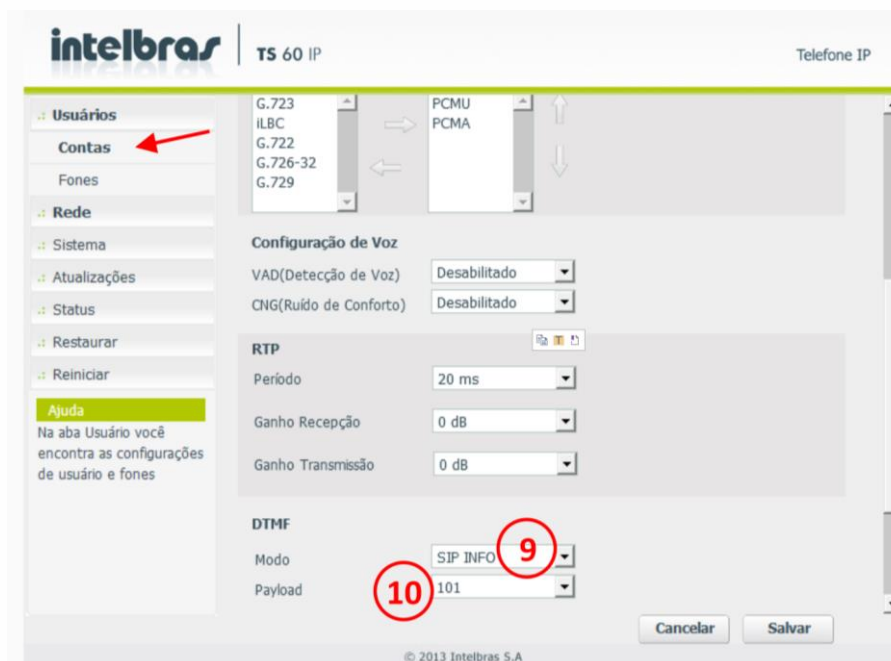 intelbras
TS 60 IP
Telefone IP
.: Usuários
Contas
Fones
.: Rede
.: Sistema
.: Atualizações
.: Status
.: Restaurar
.: Reiniciar
Ajuda
Na aba Usuário você
encontra as configurações
de usuário e fones
G.723
iLBC
G.722
G.726-32
G.729
PCMU
PCMA
Configuração de Voz
VAD(Detecção de Voz) Desabilitado
CNG(Ruído de Conforto) Desabilitado
RTP
Período 20 ms
Ganho Recepção 0 dB
Ganho Transmissão 0 dB
DTMF
Modo SIP INFO 9
Payload 10 101
Cancelar Salvar
© 2013 Intelbras S.A